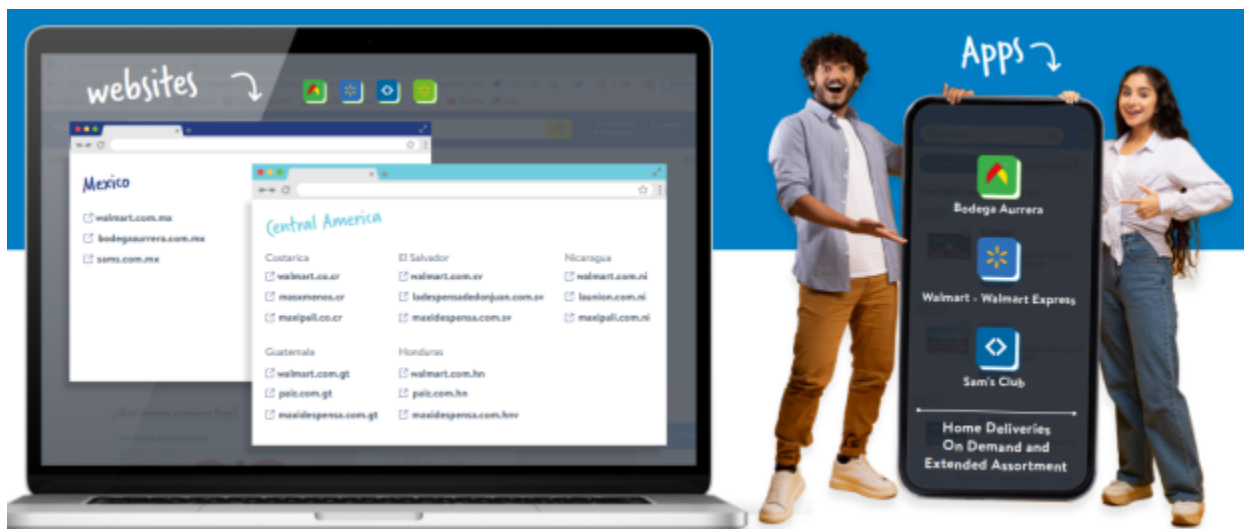 websites
Mexico
walmart.com.mx
bodegaaurrera.com.mx
sams.com.mx
Central America
Costarica
walmart.co.cr
masxmenos.cr
maxipali.co.cr
El Salvador
walmart.com.sv
ladespensadedonjuan.com.sv
maxidespensa.com.sv
Nicaragua
walmart.com.ni
launion.com.ni
maxipali.com.ni
Guatemala
walmart.com.gt
paiz.com.gt
maxidespensa.com.gt
Honduras
walmart.com.hn
paiz.com.hn
maxidespensa.com.hnv
Apps
Bodega Aurrera
Walmart - Walmart Express
Sam's Club
Home Deliveries
On Demand and
Extended Assortment